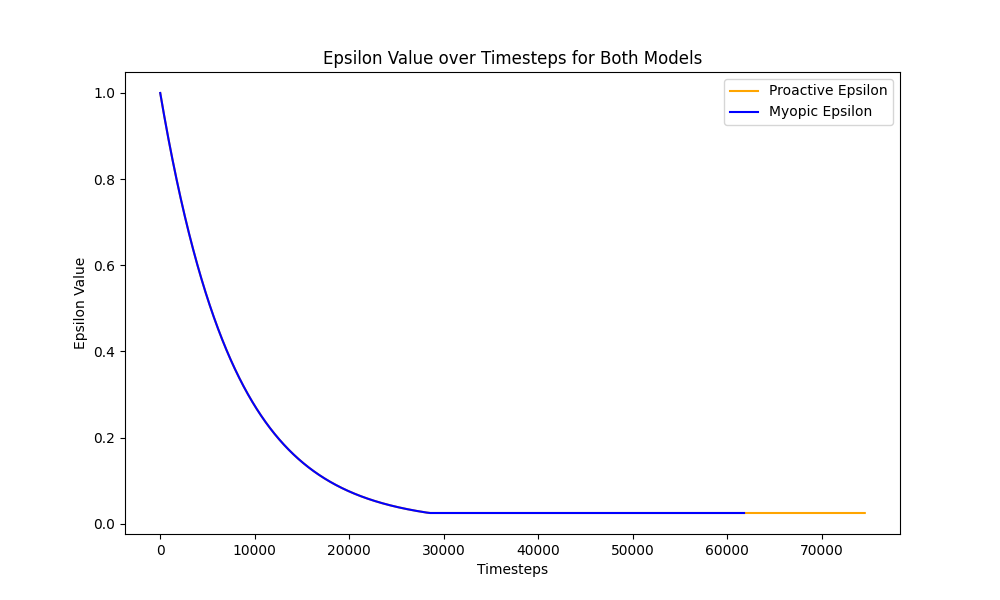 Epsilon Value over Timesteps for Both Models
Proactive Epsilon
Myopic Epsilon
Epsilon Value
1.0
0.8
0.6
0.4
0.2
0.0
0 10000 20000 30000 40000 50000 60000 70000
Timesteps